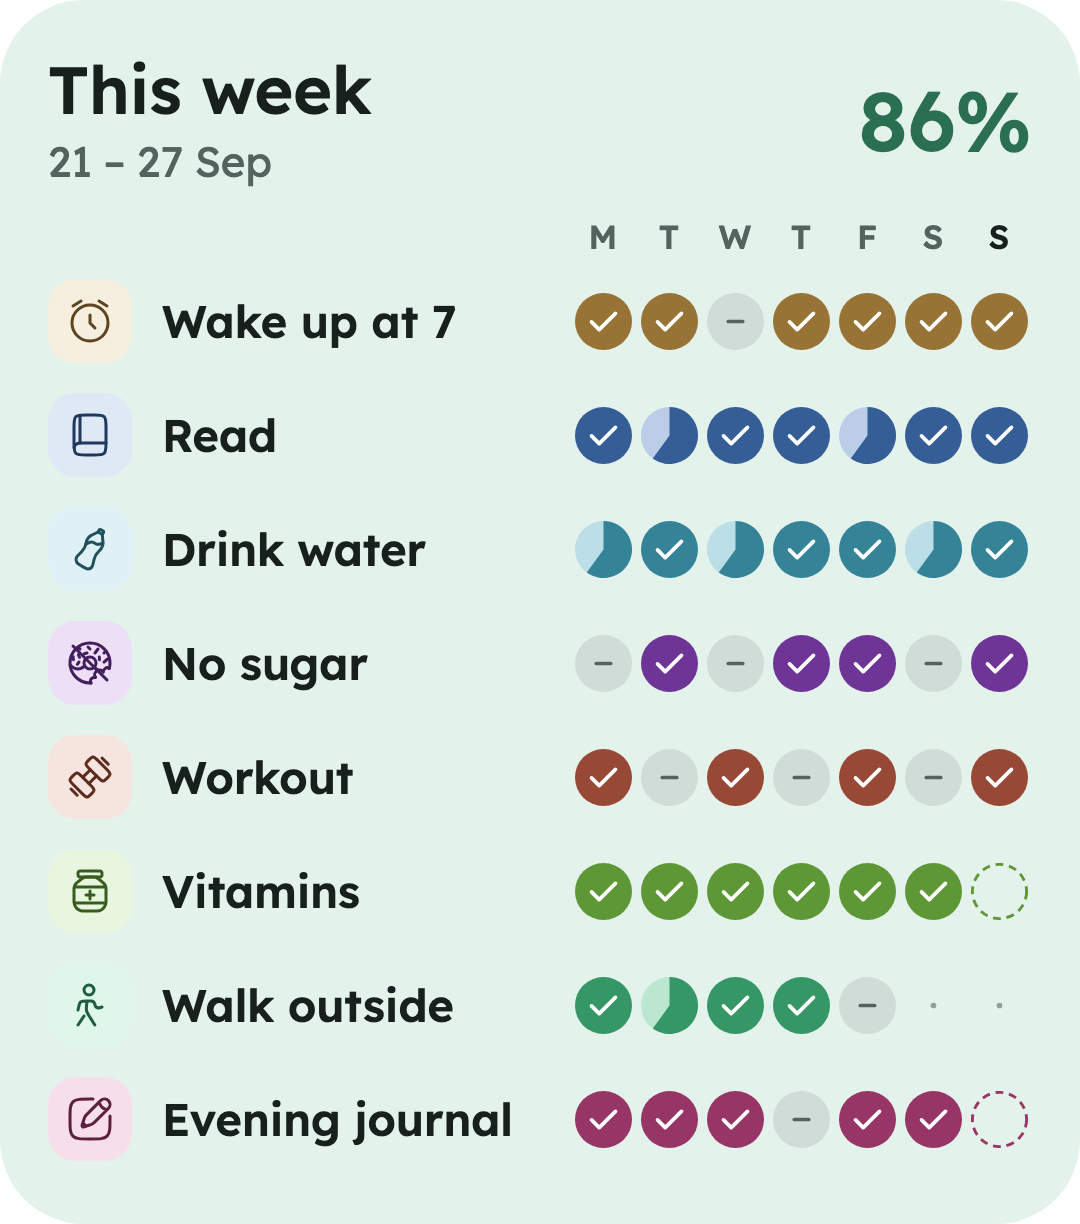 This week
86%
21 – 27 Sep
M T W T F S S
Wake up at 7
Read
Drink water
No sugar
Workout
Vitamins
Walk outside
Evening journal